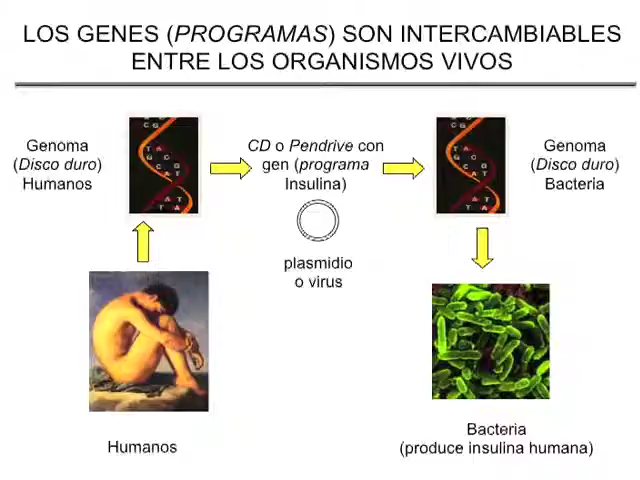 LOS GENES (PROGRAMAS) SON INTERCAMBIABLES
ENTRE LOS ORGANISMOS VIVOS
Genoma
(Disco duro)
Humanos
CD o Pendrive con
gen (programa
Insulina)
plasmidio
o virus
Genoma
(Disco duro)
Bacteria
Humanos
Bacteria
(produce insulina humana)